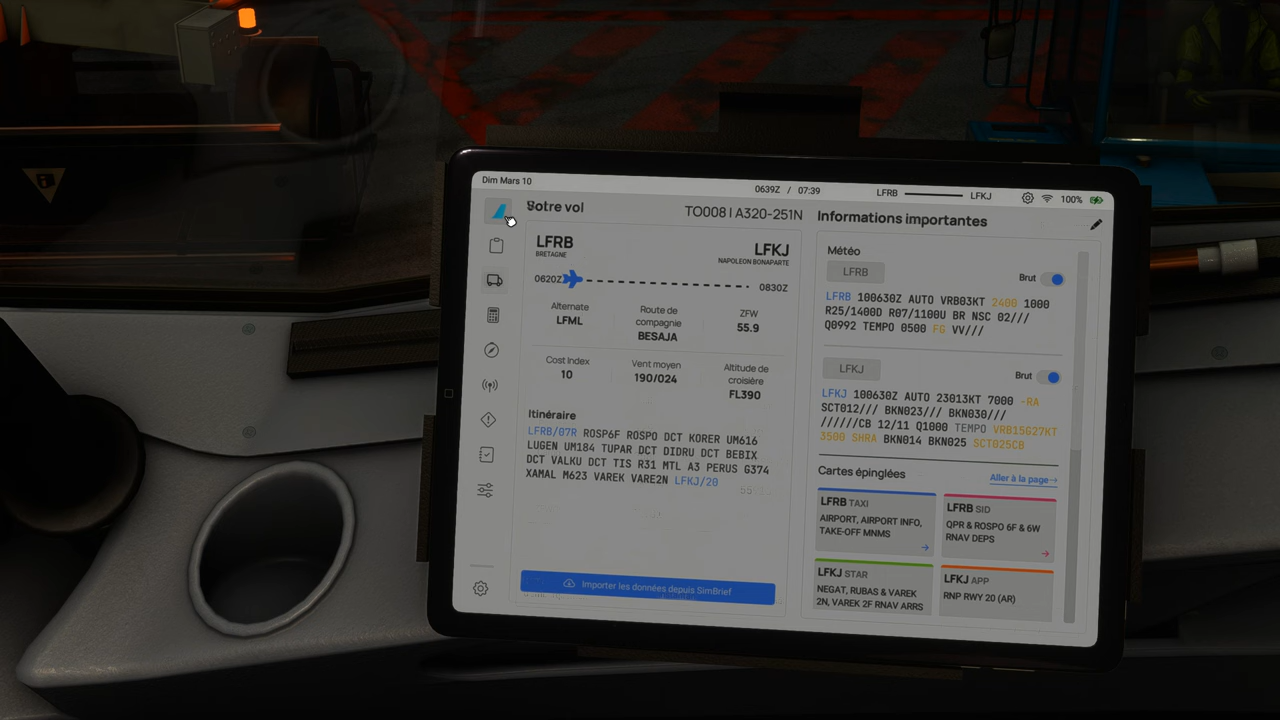 Dim Mars 10
0639Z / 07:39
LFRB
LFKJ
100%
Sotre vol
TO008 | A320-251N
LFRB
BRETAGNE
LFKJ
NAPOLEON BONAPARTE
0620Z
0830Z
Alternate
LFML
Route de
compagnie
BESAJA
ZFW
55.9
Cost Index
10
Vent moyen
190/024
Altitude de
croisière
FL390
Itinéraire
LFRB/07R ROSP6F ROSPO DCT KORER UM616
LUGEN UM184 TUPAR DCT DIDRU DCT BEBIX
DCT VALKU DCT TIS R31 MTL A3 PERUS G374
XAMAL M623 VAREK VARE2N LFKJ/20
Importer les données depuis SimBrief
Informations importantes
Météo
LFRB
Brut
LFRB 100630Z AUTO VRB03KT 2400 1000
R25/1400D R07/1100U BR NSC 02///
Q0992 TEMPO 0500 FG VV///
LFKJ
Brut
LFKJ 100630Z AUTO 23013KT 7000 -RA
SCT012/// BKN023/// BKN030///
//////CB 12/11 Q1000 TEMPO VRB15G27KT
3500 SHRA BKN014 BKN025 SCT025CB
Cartes épinglées
Aller à la page→
LFRB TAXI
AIRPORT, AIRPORT INFO,
TAKE-OFF MNMS
LFRB SID
QPR & ROSPO 6F & 6W
RNAV DEPS
LFKJ STAR
NEGAT, RUBAS & VAREK
2N, VAREK 2F RNAV ARRS
LFKJ APP
RNP RWY 20 (AR)